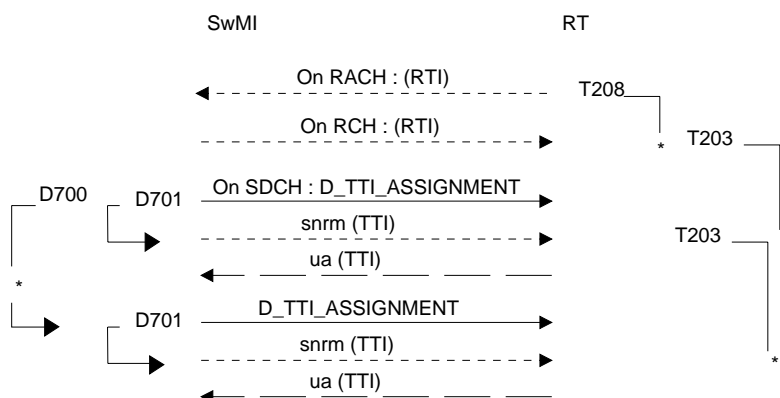 SwMI RT
On RACH : (RTI)
T208
On RCH : (RTI)
* T203
On SDCH : D_TTI_ASSIGNMENT
D700 D701
snrm (TTI)
T203
ua (TTI)
*
D_TTI_ASSIGNMENT
D701
snrm (TTI)
*
ua (TTI)